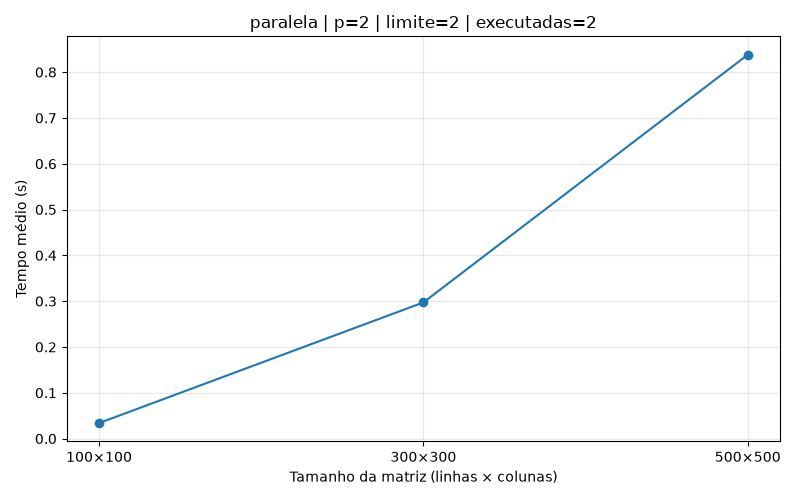 paralela | p=2 | limite=2 | executadas=2
Tempo médio (s)
0.8
0.7
0.6
0.5
0.4
0.3
0.2
0.1
0.0
100×100 300×300 500×500
Tamanho da matriz (linhas × colunas)